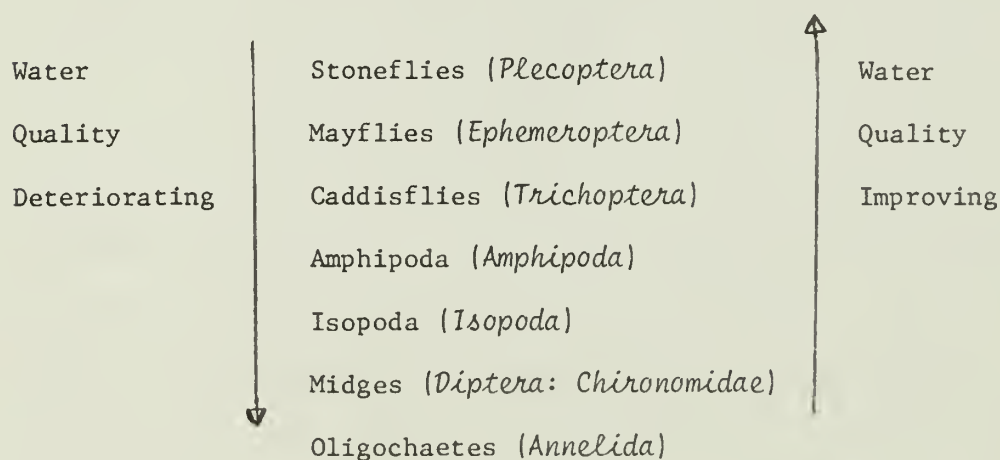 Water Stoneflies (Plecoptera) Water
Quality Mayflies (Ephemeroptera) Quality
Deteriorating Caddisflies (Trichoptera) Improving
Amphipoda (Amphipoda)
Isopoda (Isopoda)
Midges (Diptera: Chironomidae)
Oligochaetes (Annelida)